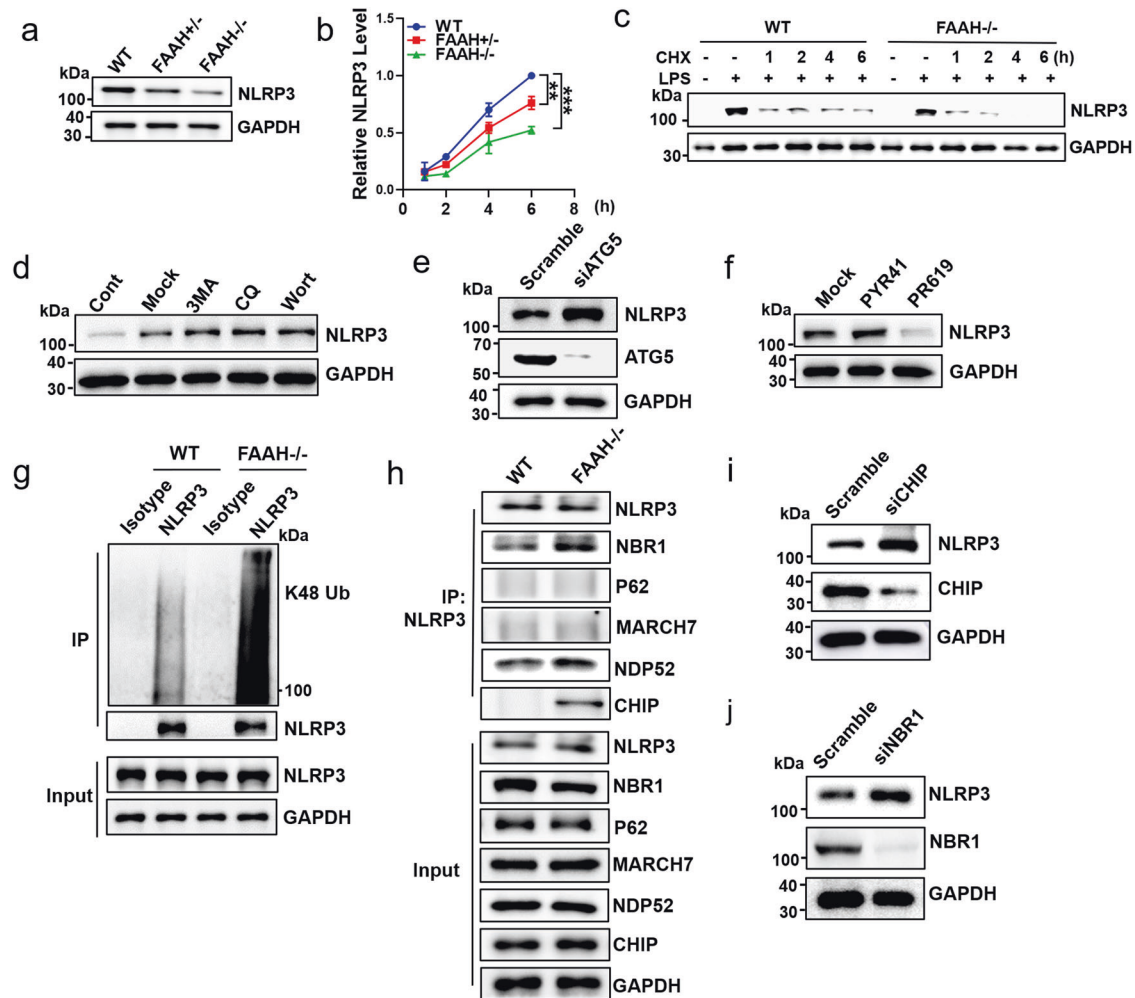 a
WT FAAH+/- FAAH-/-
kDa
100
NLRP3
40
30
GAPDH
b
Relative NLRP3 Level
1.0
0.5
0.0
0 2 4 6 8 (h)
WT
FAAH+/-
FAAH-/-
**
***
c
WT FAAH-/-
CHX - - 1 2 4 6 - - 1 2 4 6 (h)
LPS - + + + + + - + + + + +
kDa
100
NLRP3
30
GAPDH
d
Cont Mock 3MA CQ Wort
kDa
100
NLRP3
40
30
GAPDH
e
Scramble siATG5
kDa
100
NLRP3
70
50
ATG5
40
30
GAPDH
f
Mock PYR41 PR619
kDa
100
NLRP3
40
30
GAPDH
g
WT FAAH-/-
Isotype NLRP3 Isotype NLRP3
kDa
K48 Ub
100
IP
NLRP3
Input
NLRP3
GAPDH
h
WT FAAH-/-
IP:
NLRP3
NLRP3
NBR1
P62
MARCH7
NDP52
CHIP
Input
NLRP3
NBR1
P62
MARCH7
NDP52
CHIP
GAPDH
i
Scramble siCHIP
kDa
100
NLRP3
40
30
CHIP
40
30
GAPDH
j
Scramble siNBR1
kDa
100
NLRP3
100
NBR1
40
30
GAPDH